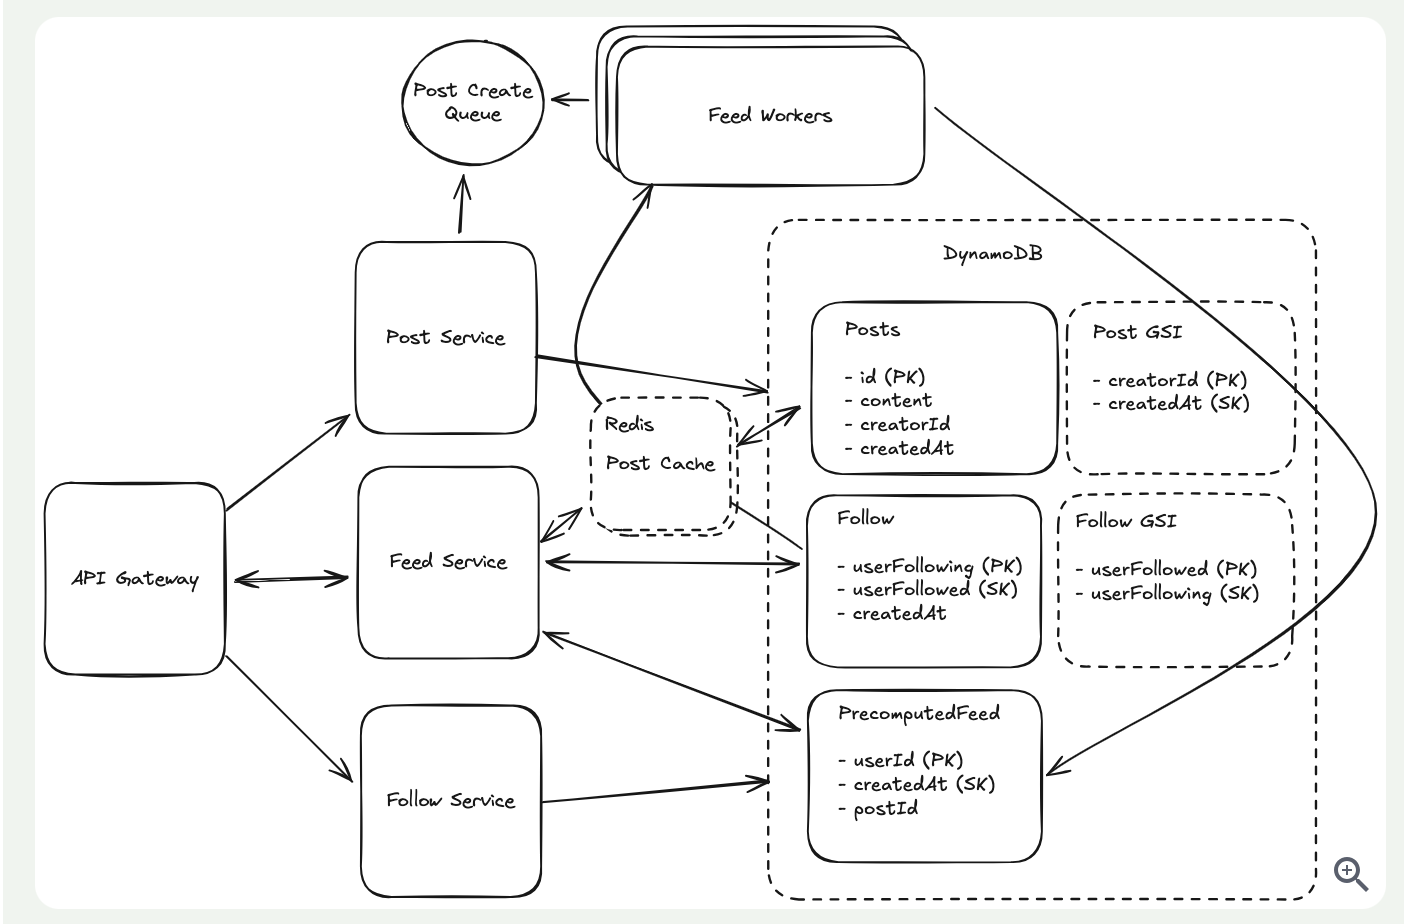 Post Create
Queue
Feed Workers
DynamoDB
Post Service
Posts
- id (PK)
- content
- creatorId
- createdAt
Post GSI
- creatorId (PK)
- createdAt (SK)
Redis
Post Cache
API Gateway
Feed Service
Follow
- userFollowing (PK)
- userFollowed (SK)
- createdAt
Follow GSI
- userFollowed (PK)
- userFollowing (SK)
Follow Service
PrecomputedFeed
- userId (PK)
- createdAt (SK)
- postId